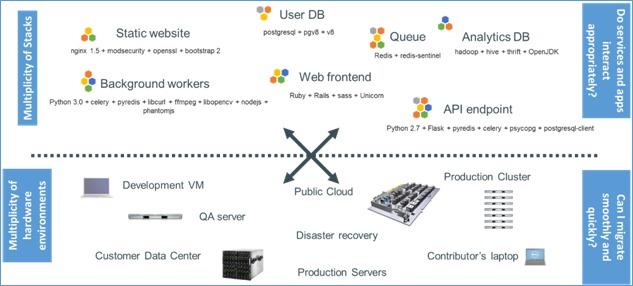 Multiplicity of Stacks
Static website
nginx 1.5 + modsecurity + openssl + bootstrap 2
User DB
postgresql + pgv8 + v8
Queue
Redis + redis-sentinel
Analytics DB
hadoop + hive + thrift + OpenJDK
Background workers
Python 3.0 + celery + pyredis + libcurl + ffmpeg + libopencv + nodejs +
phantomjs
Web frontend
Ruby + Rails + sass + Unicorn
API endpoint
Python 2.7 + Flask + pyredis + celery + psycopg + postgresql-client
Do services and apps
interact
appropriately?
Multiplicity of
hardware
environments
Development VM
QA server
Customer Data Center
Public Cloud
Disaster recovery
Production Servers
Production Cluster
Contributor's laptop
Can I migrate
smoothly and
quickly?